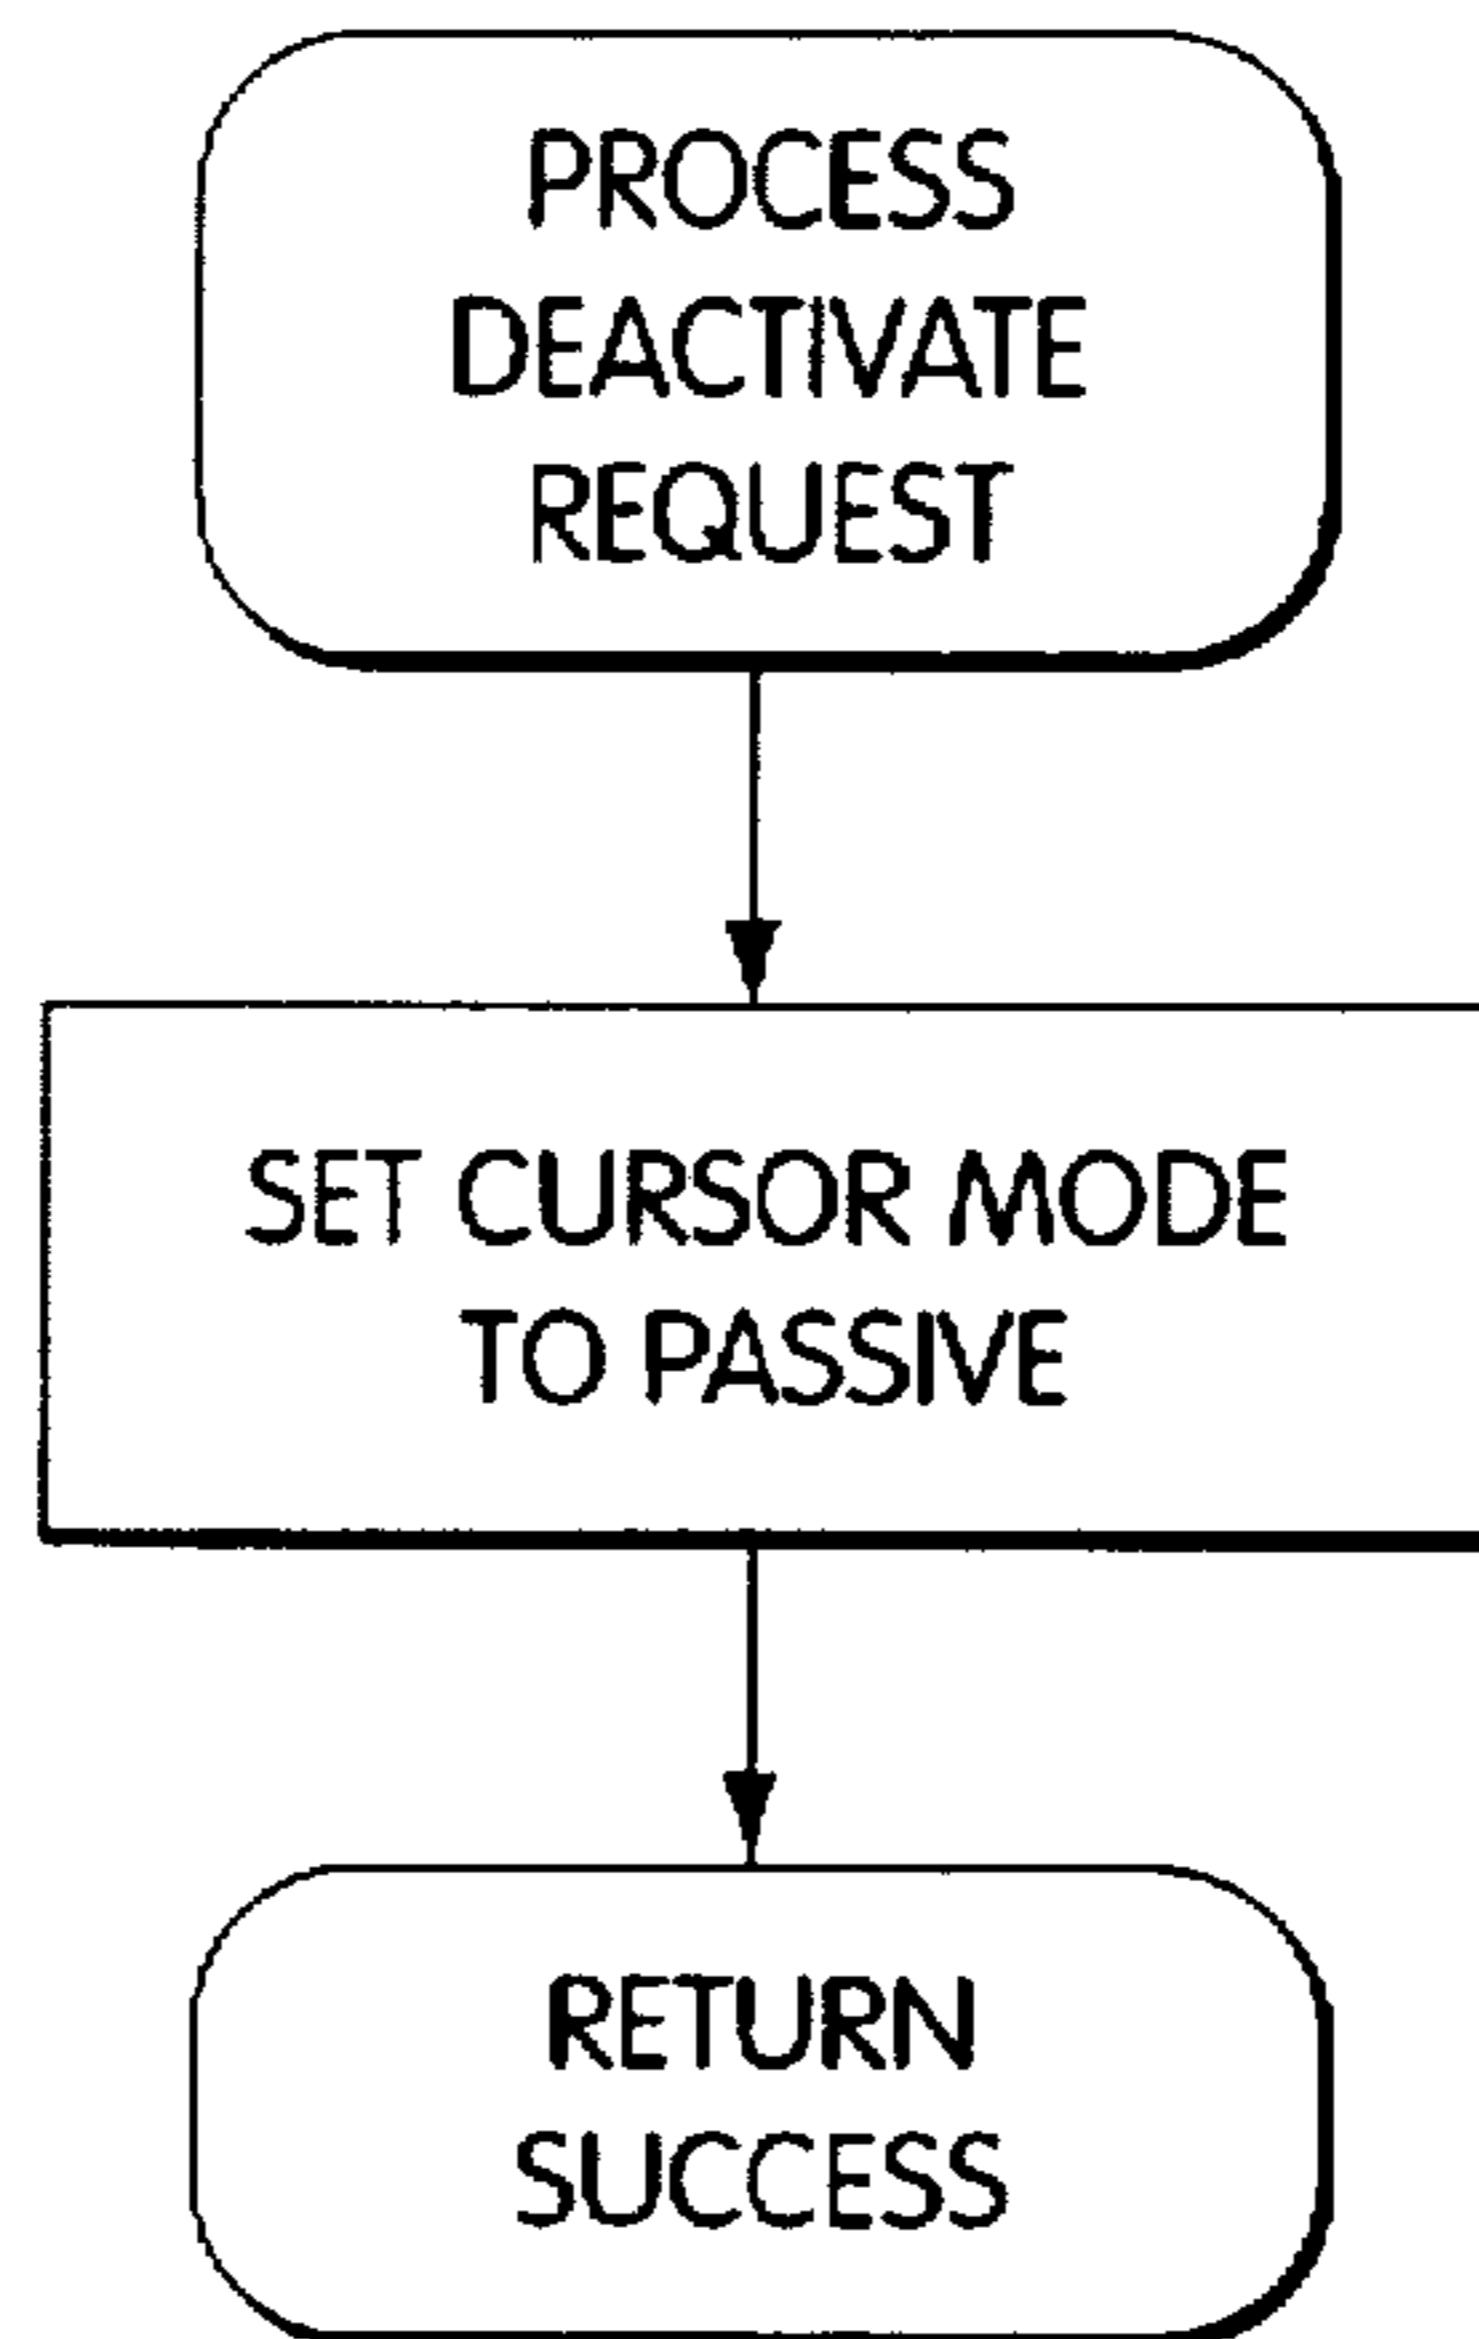 PROCESS
DEACTIVATE
REQUEST
SET CURSOR MODE
TO PASSIVE
RETURN
SUCCESS